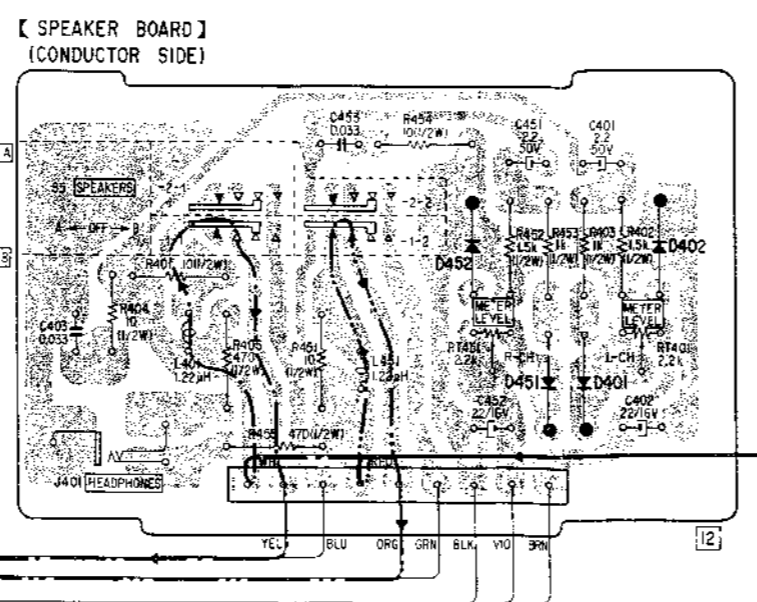 【 SPEAKER BOARD】
(CONDUCTOR SIDE)
C453
0.033
R454
10(1/2W)
C451
2.2
50V
C401
2.2
50V
A
SPEAKERS
-2-1
-2-2
A ← OFF → B
-1-2
R452
1.5k
(1/2W)
R453
1k
(1/2W)
R403
1k
(1/2W)
R402
1.5k
(1/2W)
D452
D402
B
10(1/2W)
R404
10
(1/2W)
C403
0.033
METER
LEVEL
METER
LEVEL
R405
470
(1/2W)
R451
10
(1/2W)
L401
1.22μH
L451
RT451
2.2k
R-CH
L-CH
RT401
2.2k
D451
D401
C452
22/16V
C402
22/16V
R455
470(1/2W)
J401
HEADPHONES
RED
YEL
BLU
ORG
GRN
BLK
VIO
BRN
12